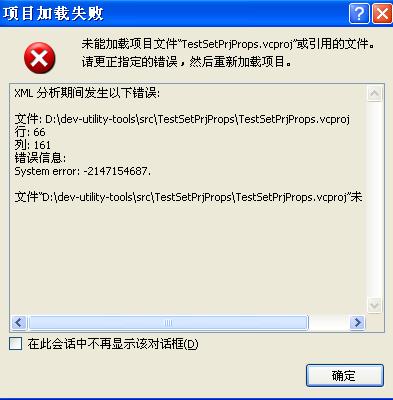 项目加载失败
未能加载项目文件“TestSetPrjProps.vcproj”或引用的文件。
请更正指定的错误，然后重新加载项目。
XML 分析期间发生以下错误:
文件: D:\dev-utility-tools\src\TestSetPrjProps\TestSetPrjProps.vcproj
行: 66
列: 161
错误信息:
System error: -2147154687.
文件“D:\dev-utility-tools\src\TestSetPrjProps\TestSetPrjProps.vcproj”未
在此会话中不再显示该对话框(D)
确定